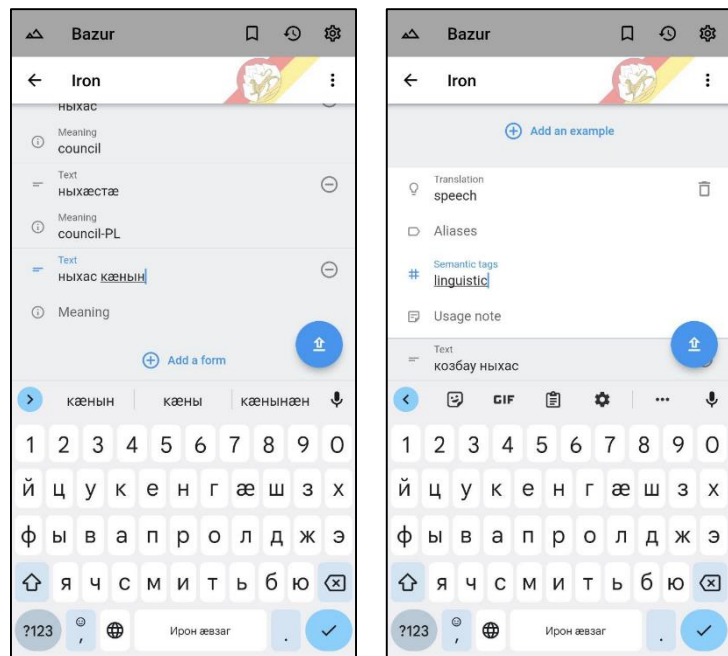 Bazur
Iron
ныхас
Meaning
council
Text
ныхæстæ
Meaning
council-PL
Text
ныхас кæнын
Meaning
Add a form
кæнын кæны кæнынæн
1 2 3 4 5 6 7 8 9 0
й ц у к е н г æ ш з х
ф ы в а п р о л д ж э
я ч с м и т ь б ю
?123 , Ирон æвзаг .
Bazur
Iron
Add an example
Translation
speech
Aliases
Semantic tags
linguistic
Usage note
Text
козбау ныхас
GIF
1 2 3 4 5 6 7 8 9 0
й ц у к е н г æ ш з х
ф ы в а п р о л д ж э
я ч с м и т ь б ю
?123 , Ирон æвзаг .